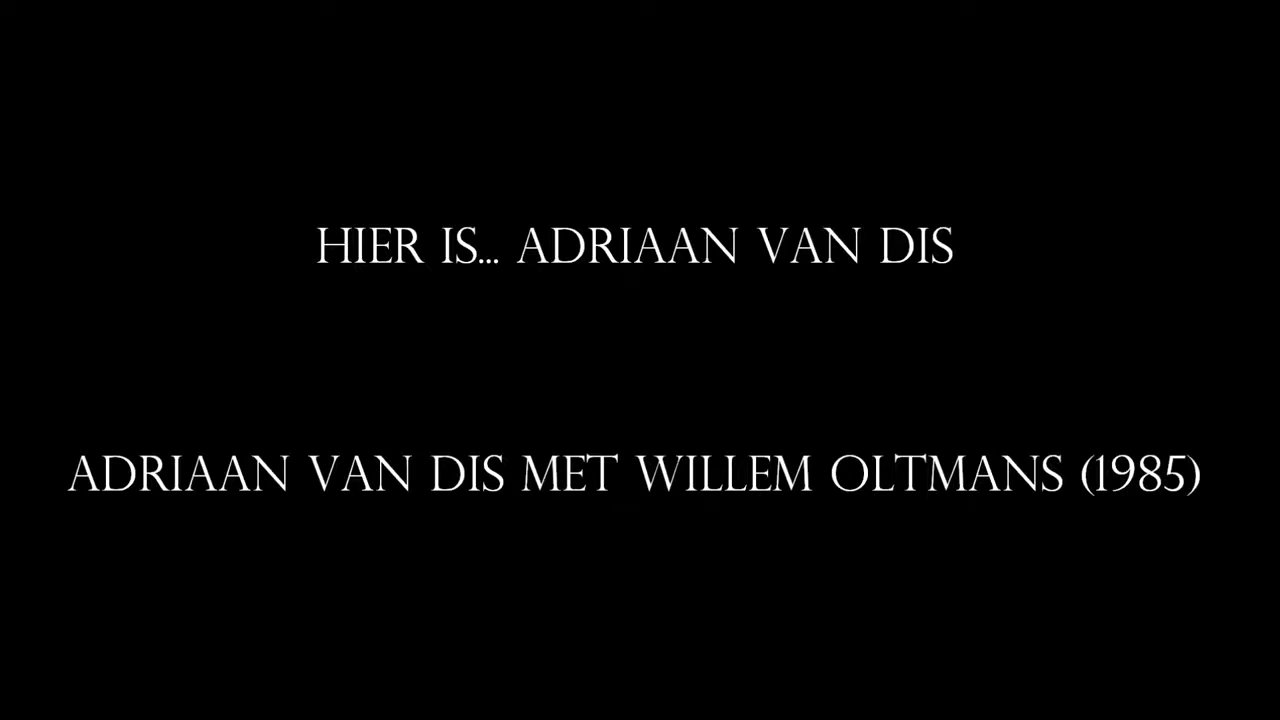 HIER IS... ADRIAAN VAN DIS
ADRIAAN VAN DIS MET WILLEM OLTMANS (1985)